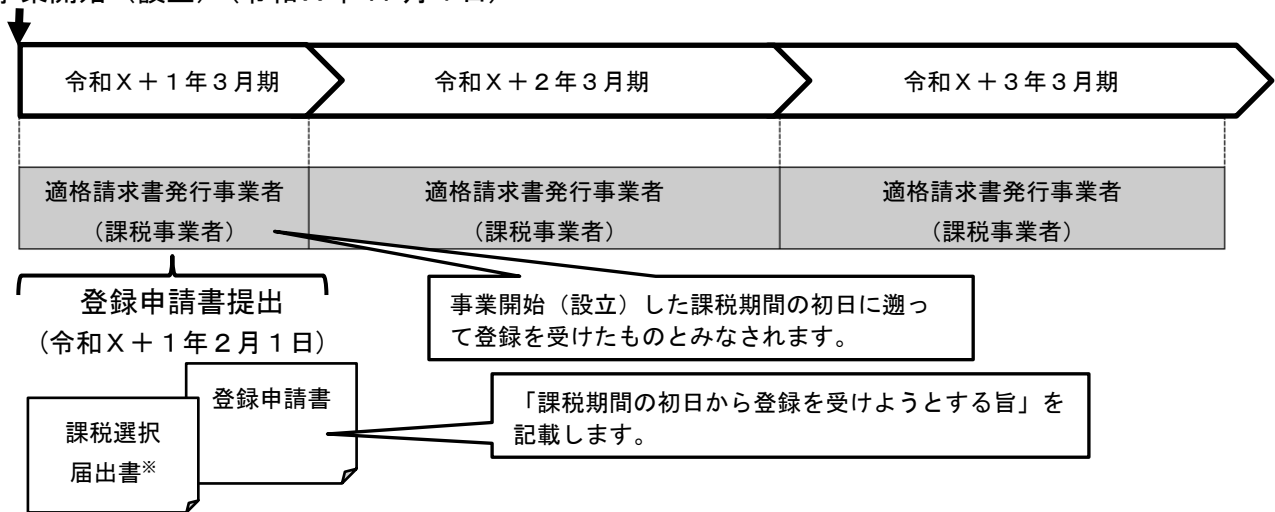 令和X+1年3月期
令和X+2年3月期
令和X+3年3月期
適格請求書発行事業者
(課税事業者)
適格請求書発行事業者
(課税事業者)
適格請求書発行事業者
(課税事業者)
登録申請書提出
(令和X+1年2月1日)
事業開始(設立)した課税期間の初日に遡っ
て登録を受けたものとみなされます。
登録申請書
「課税期間の初日から登録を受けようとする旨」を
記載します。
課税選択
届出書※